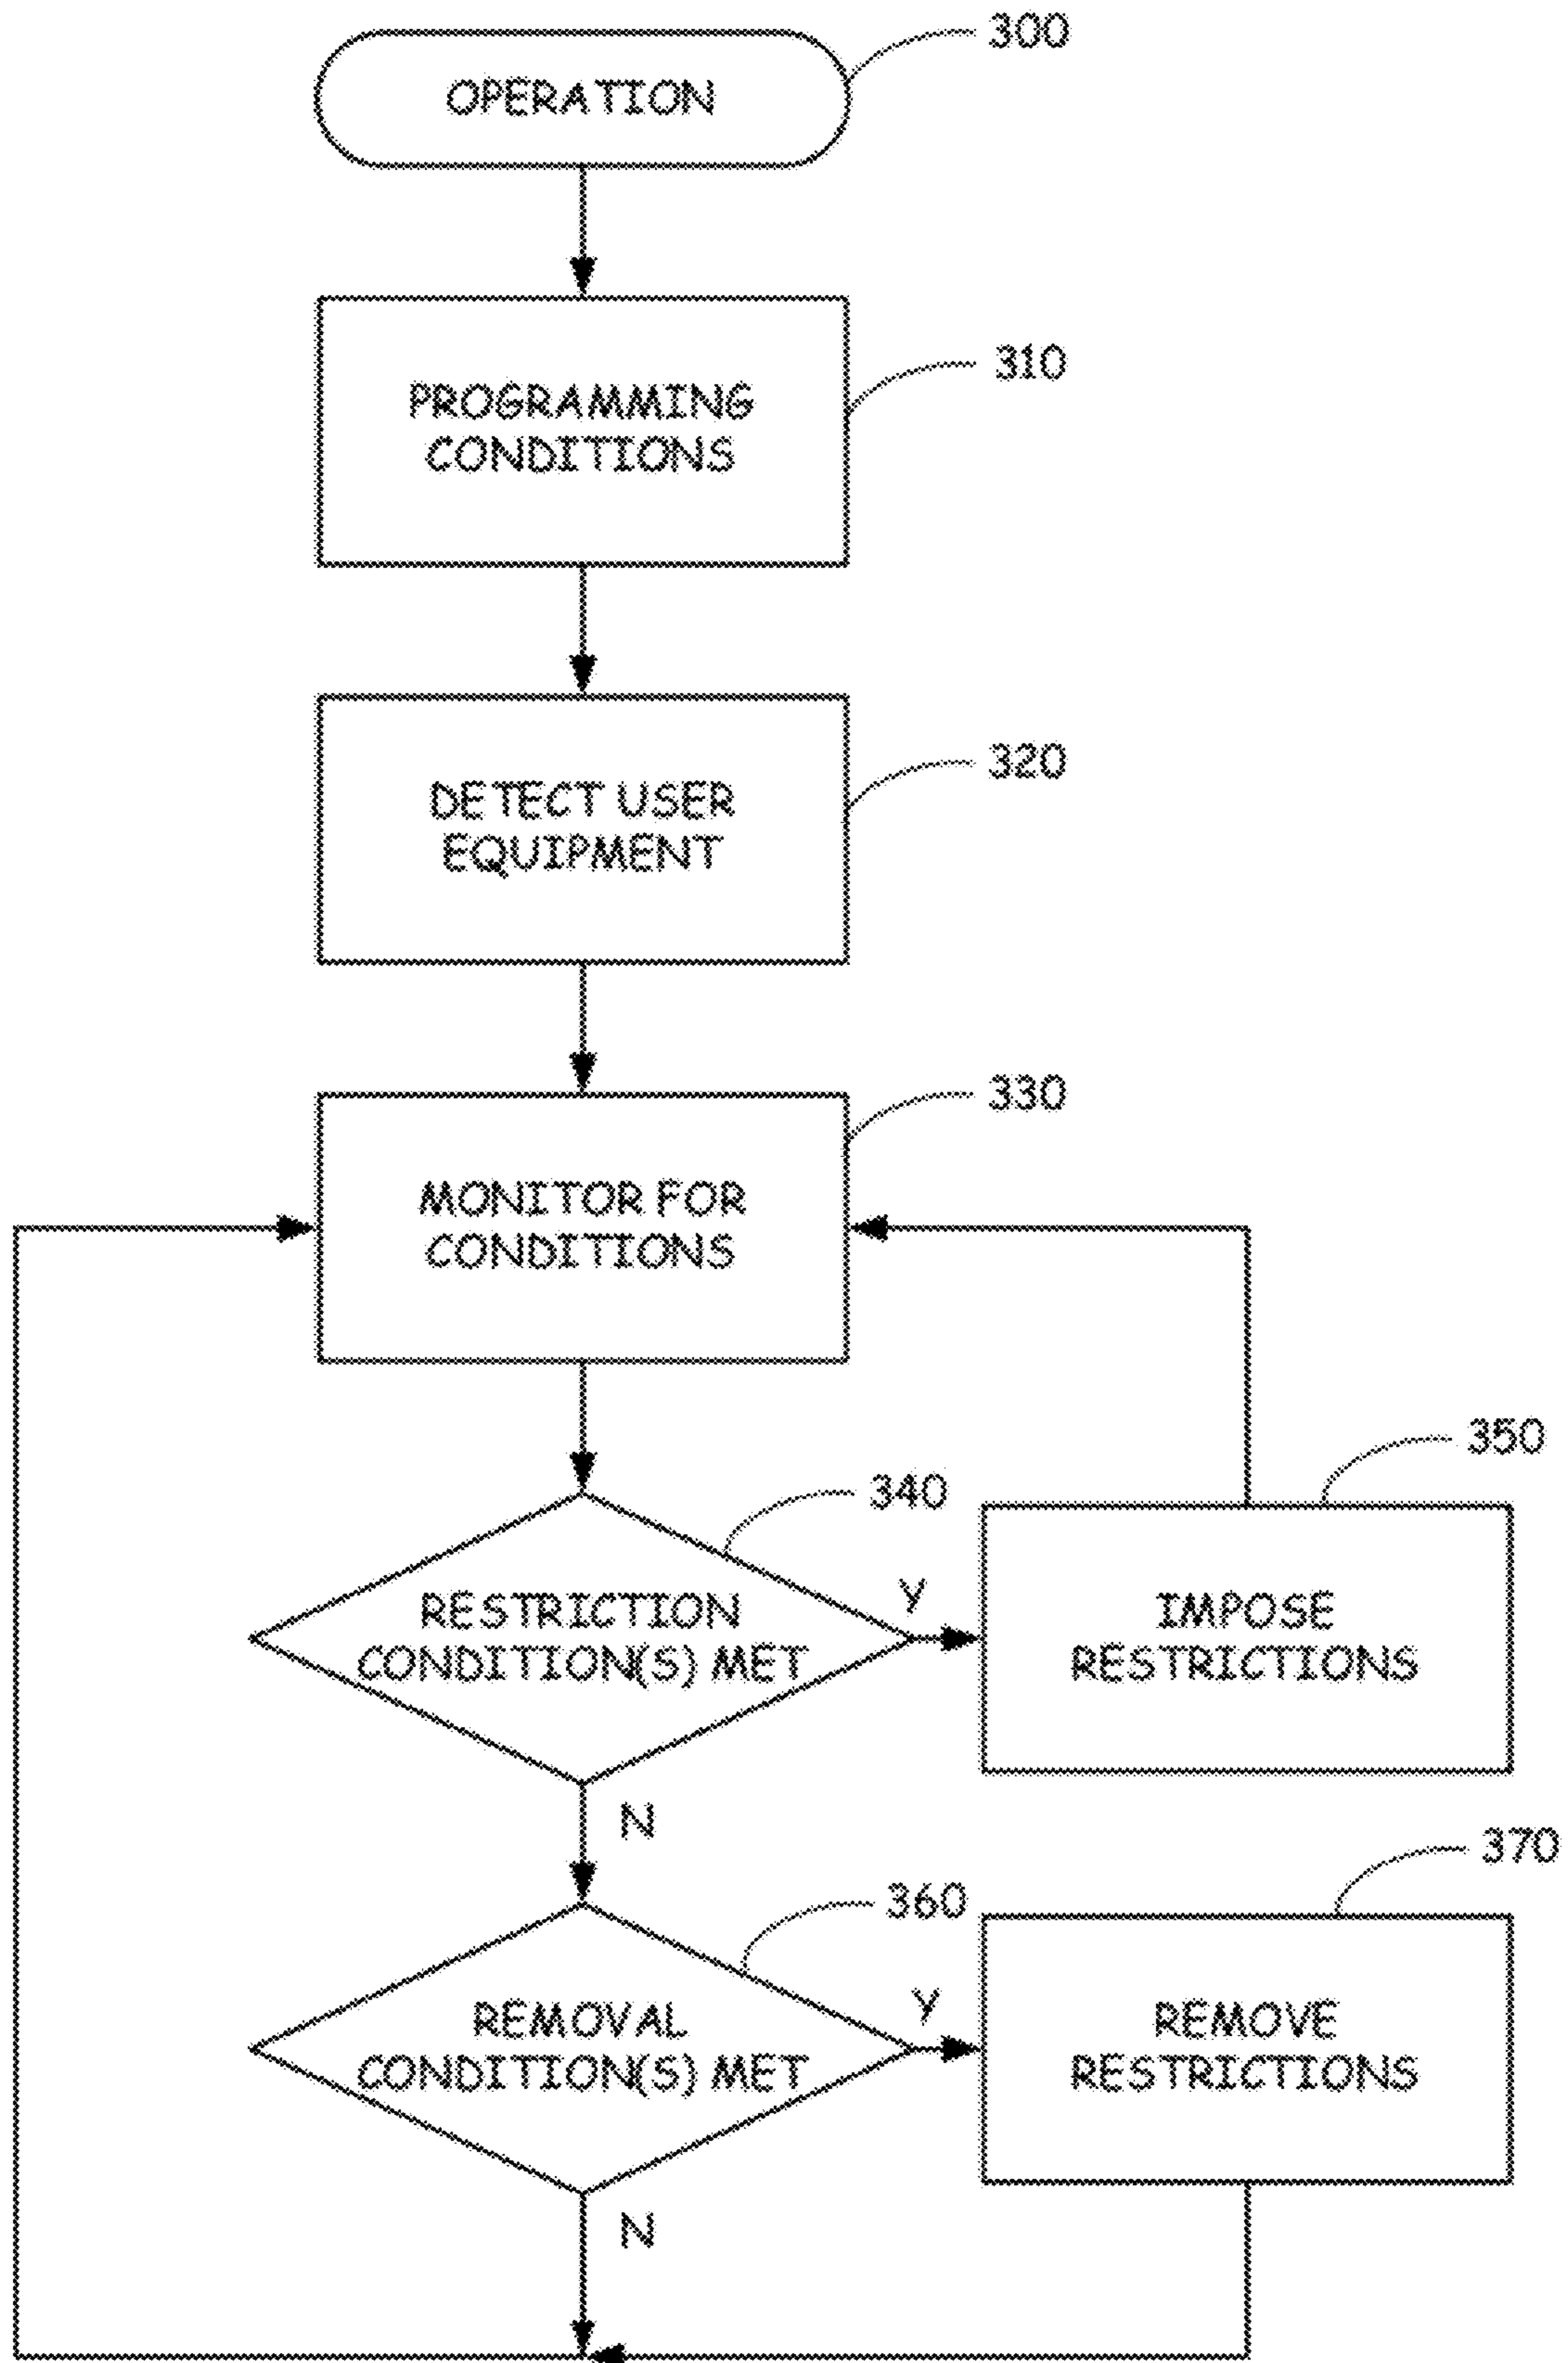 300
OPERATION
310
PROGRAMMING
CONDITIONS
320
DETECT USER
EQUIPMENT
330
MONITOR FOR
CONDITIONS
340
350
RESTRICTION
CONDITION(S) MET
Y
IMPOSE
RESTRICTIONS
N
360
370
REMOVAL
CONDITION(S) MET
Y
REMOVE
RESTRICTIONS
N